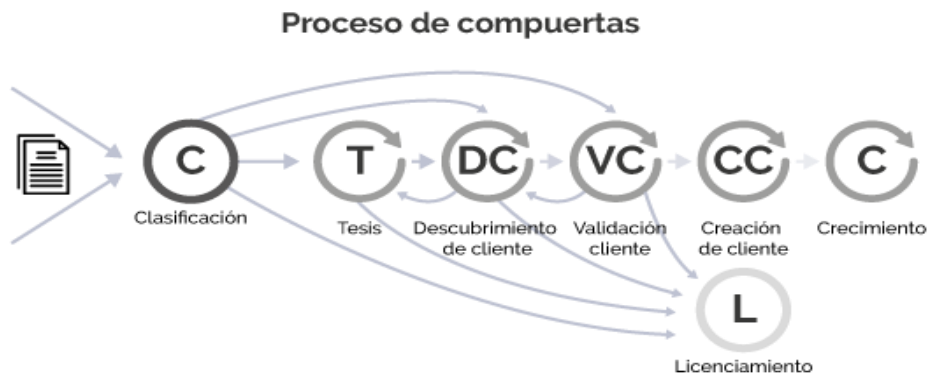 Proceso de compuertas
C
T
DC
VC
CC
C
Clasificación
Tesis
Descubrimiento
de cliente
Validación
cliente
Creación
de cliente
Crecimiento
L
Licenciamiento